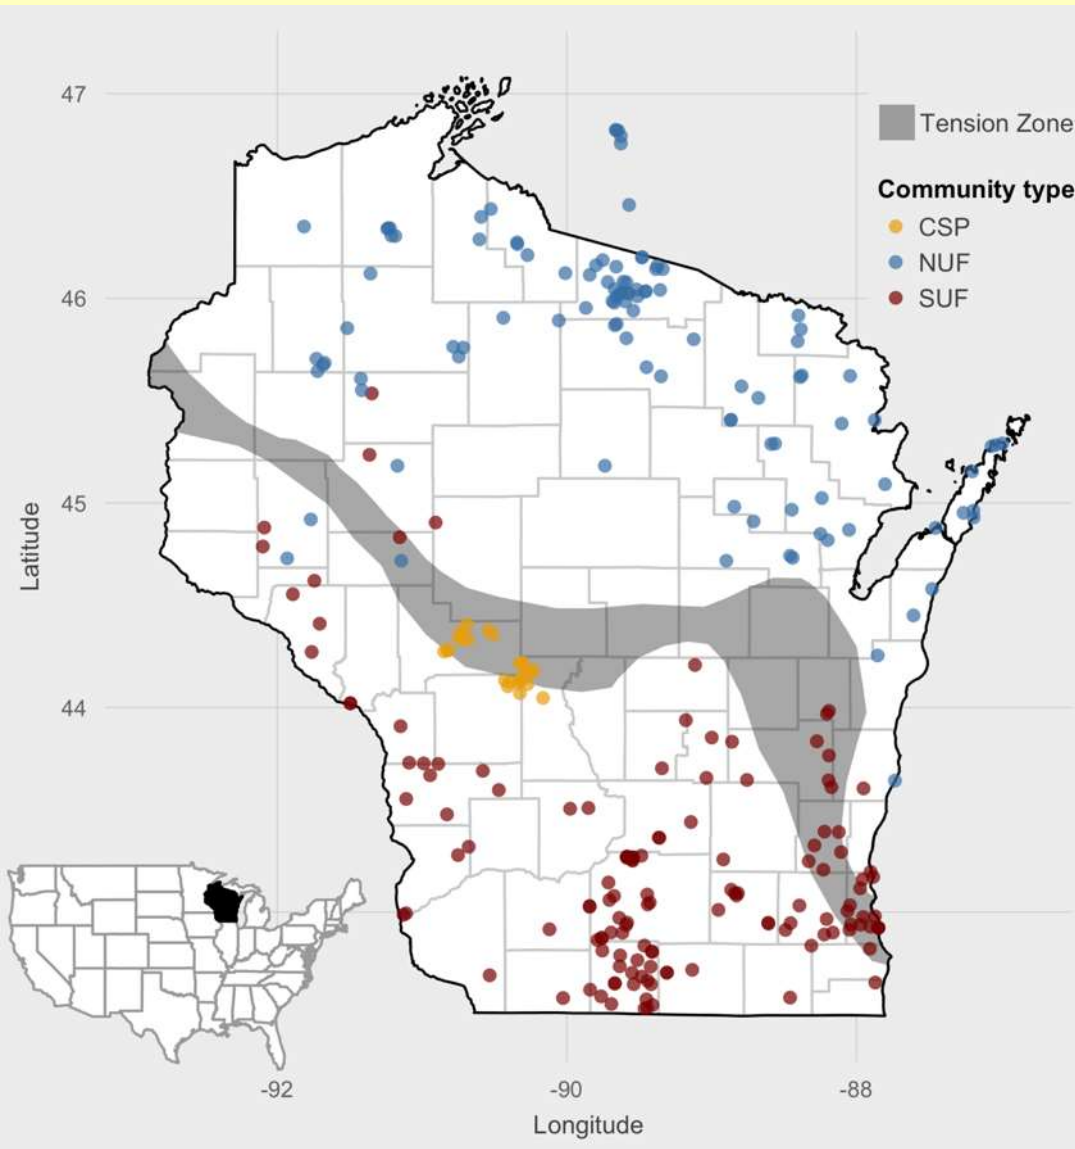 47
Tension Zone
Community type
CSP
NUF
SUF
46
45
44
Latitude
-92
-90
-88
Longitude